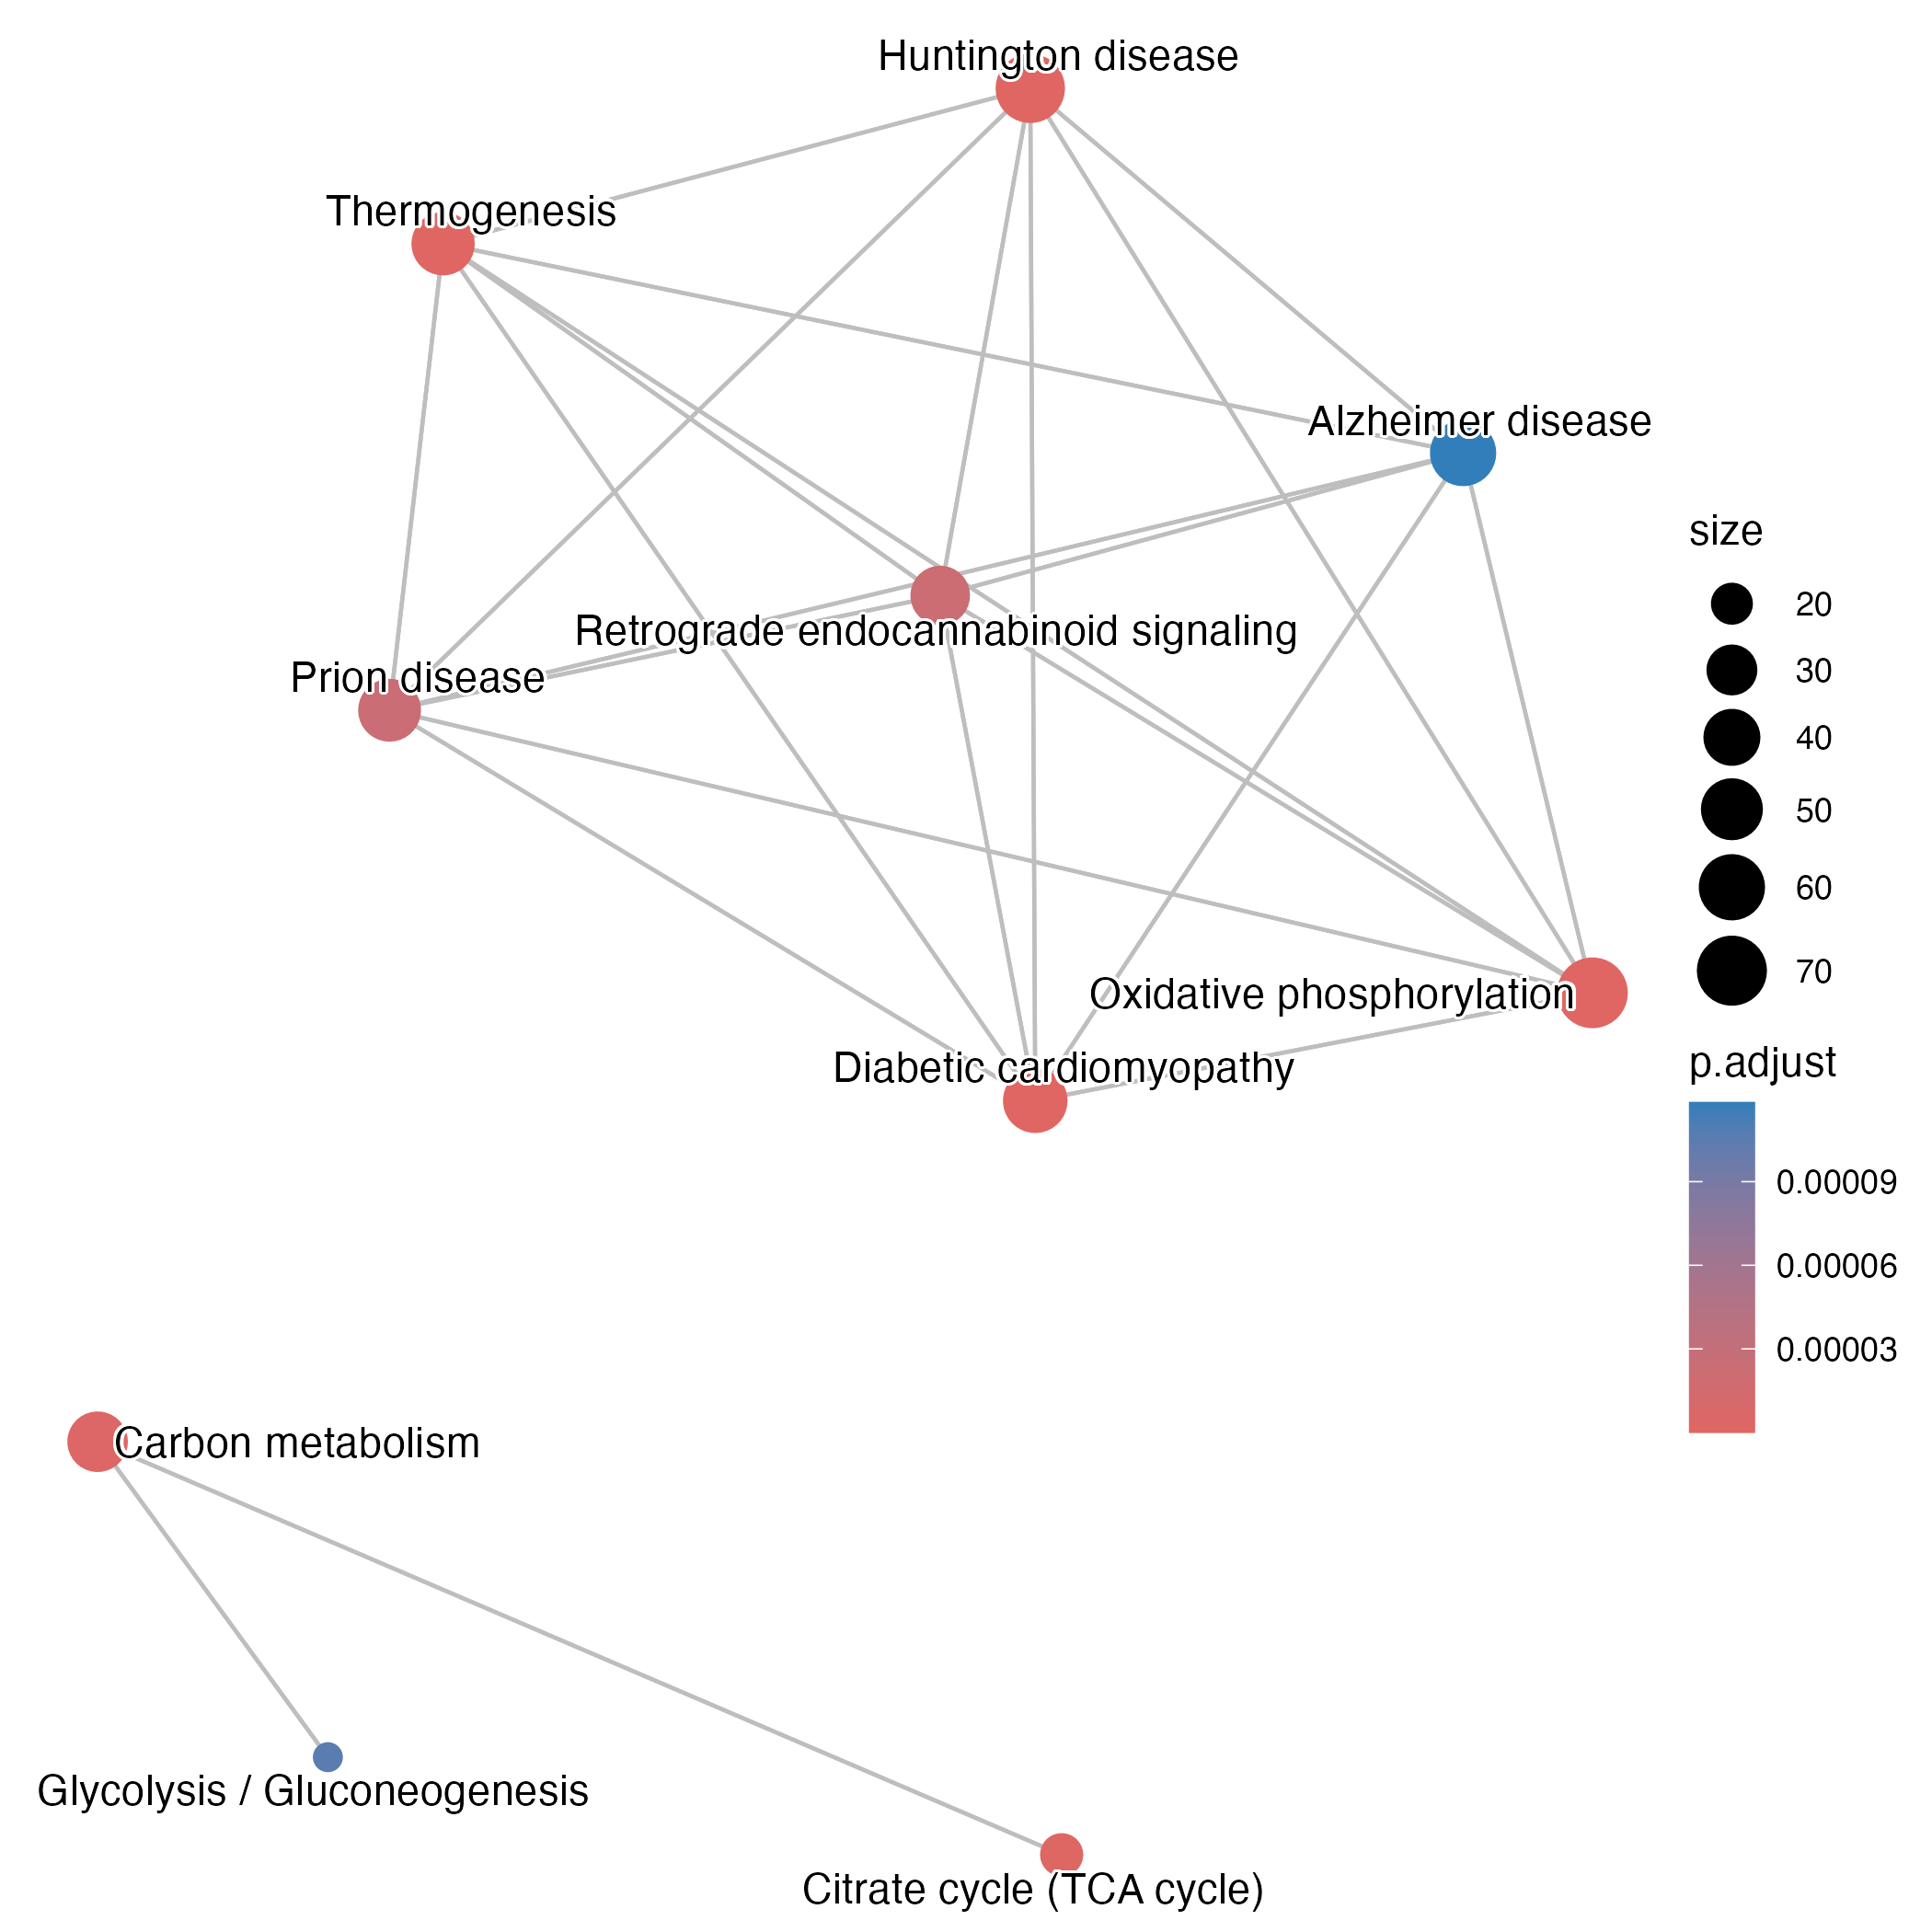 Huntington disease
Thermogenesis
Alzheimer disease
Retrograde endocannabinoid signaling
Prion disease
Oxidative phosphorylation
Diabetic cardiomyopathy
Carbon metabolism
Glycolysis / Gluconeogenesis
Citrate cycle (TCA cycle)
size
20
30
40
50
60
70
p.adjust
0.00009
0.00006
0.00003